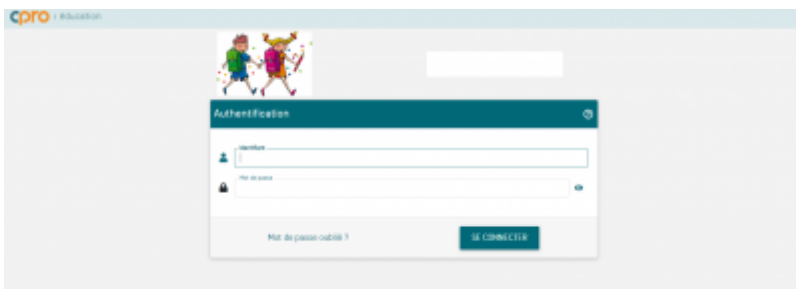 cpro | éducation
Authentification
Identifiant
Mot de passe
Mot de passe oublié ?
SE CONNECTER